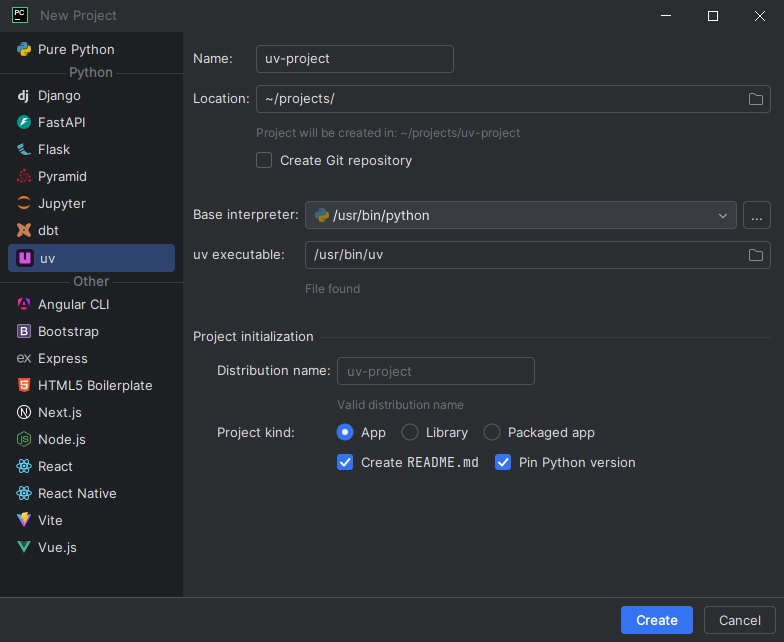 PC New Project
Pure Python
Python
dj Django
FastAPI
Flask
Pyramid
Jupyter
dbt
uv
Other
Angular CLI
B Bootstrap
ex Express
5 HTML5 Boilerplate
N Next.js
JS Node.js
React
React Native
Vite
Vue.js
Name: uv-project
Location: ~/projects/
Project will be created in: ~/projects/uv-project
Create Git repository
Base interpreter: /usr/bin/python ...
uv executable: /usr/bin/uv
File found
Project initialization
Distribution name: uv-project
Valid distribution name
Project kind: App Library Packaged app
Create README.md Pin Python version
Create Cancel